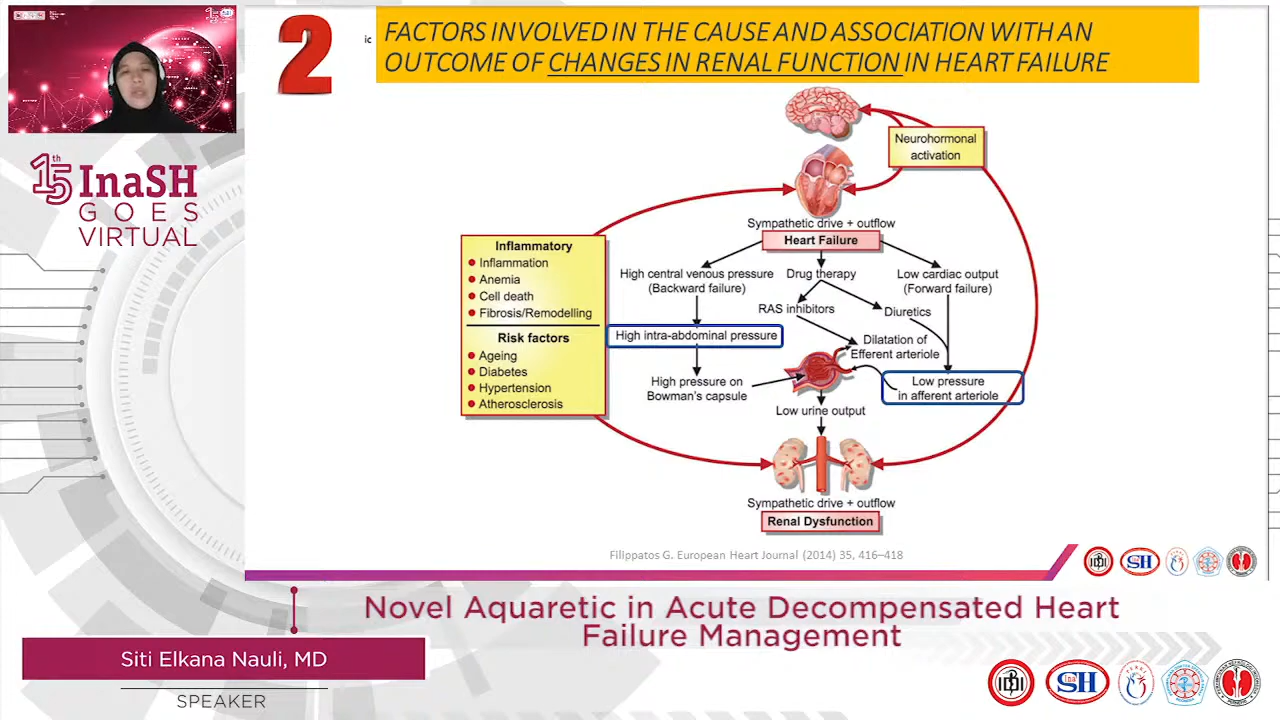 2
ic
FACTORS INVOLVED IN THE CAUSE AND ASSOCIATION WITH AN
OUTCOME OF CHANGES IN RENAL FUNCTION IN HEART FAILURE
15th
InaSH
GOES
VIRTUAL
Neurohormonal
activation
Sympathetic drive + outflow
Heart Failure
Inflammatory
Inflammation
Anemia
Cell death
Fibrosis/Remodelling
Risk factors
Ageing
Diabetes
Hypertension
Atherosclerosis
High central venous pressure
(Backward failure)
Drug therapy
Low cardiac output
(Forward failure)
RAS inhibitors
Diuretics
High intra-abdominal pressure
Dilatation of
Efferent arteriole
High pressure on
Bowman's capsule
Low pressure
in afferent arteriole
Low urine output
Sympathetic drive + outflow
Renal Dysfunction
Filippatos G. European Heart Journal (2014) 35, 416–418
SH
Novel Aquaretic in Acute Decompensated Heart
Failure Management
Siti Elkana Nauli, MD
SPEAKER
Ina
SH